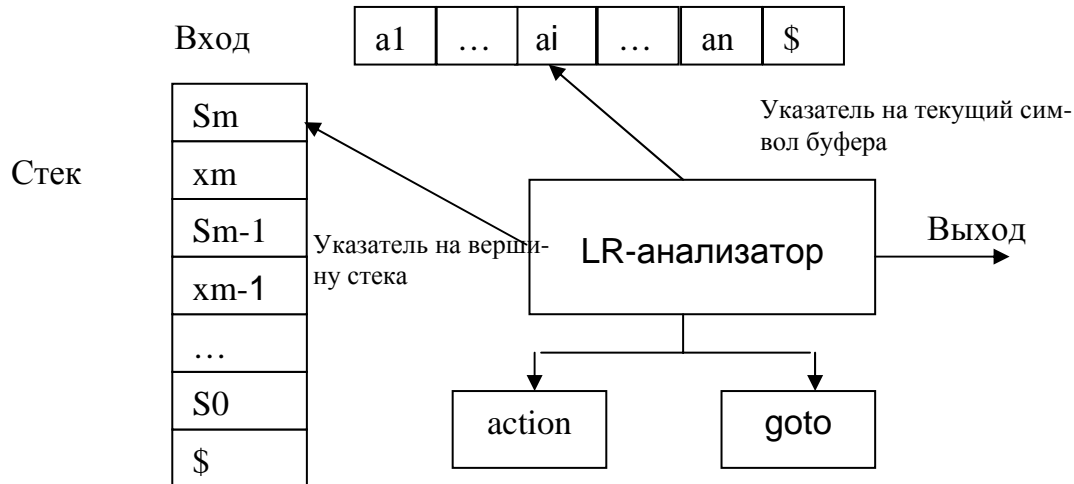 Вход
a1 … ai … an $
Указатель на текущий сим-
вол буфера
Стек
Sm
xm
Sm-1
xm-1
…
S0
$
Указатель на верши-
ну стека
LR-анализатор
Выход
action
goto